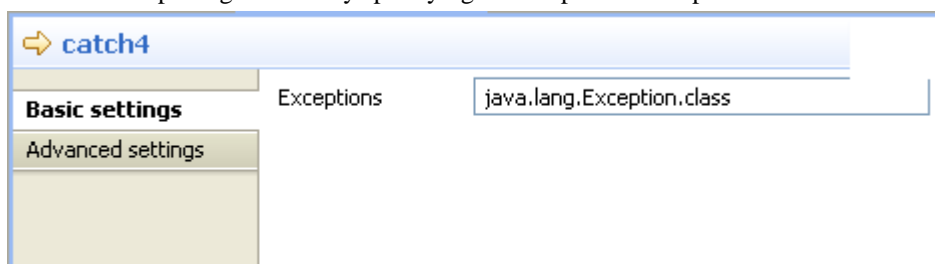 catch4
Basic settings
Exceptions java.lang.Exception.class
Advanced settings